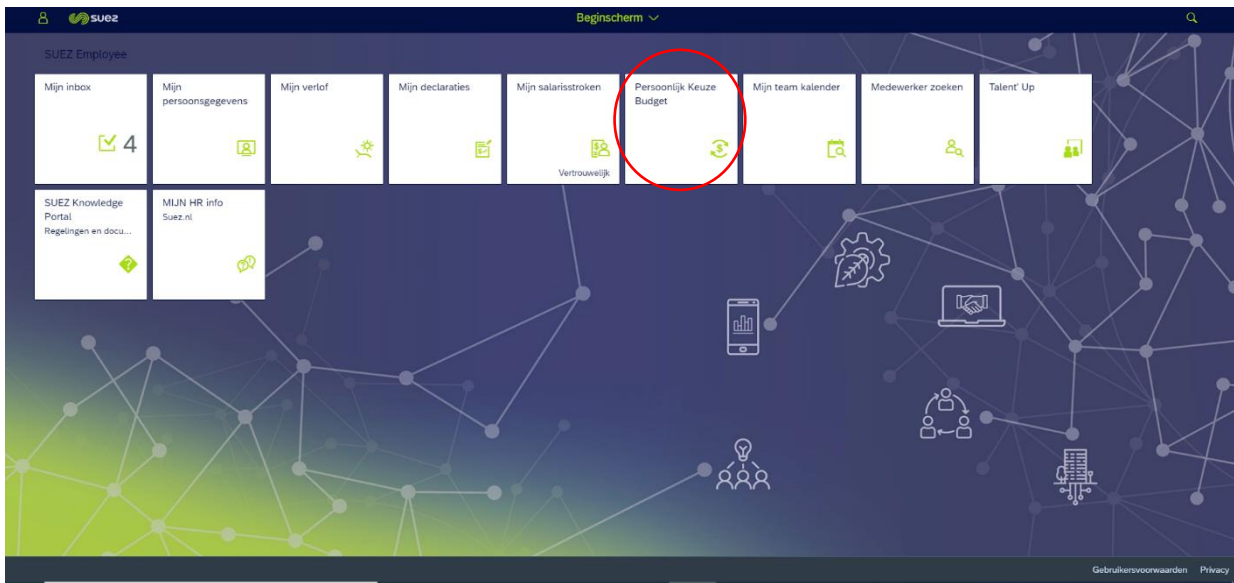 suez
Beginscherm
SUEZ Employee
Mijn inbox
4
Mijn
persoonsgegevens
Mijn verlof
Mijn declaraties
Mijn salarisstroken
Vertrouwelijk
Persoonlijk Keuze
Budget
Mijn team kalender
Medewerker zoeken
Talent' Up
SUEZ Knowledge
Portal
Regelingen en docu...
MIJN HR info
Suez.nl
Gebruikersvoorwaarden Privacy